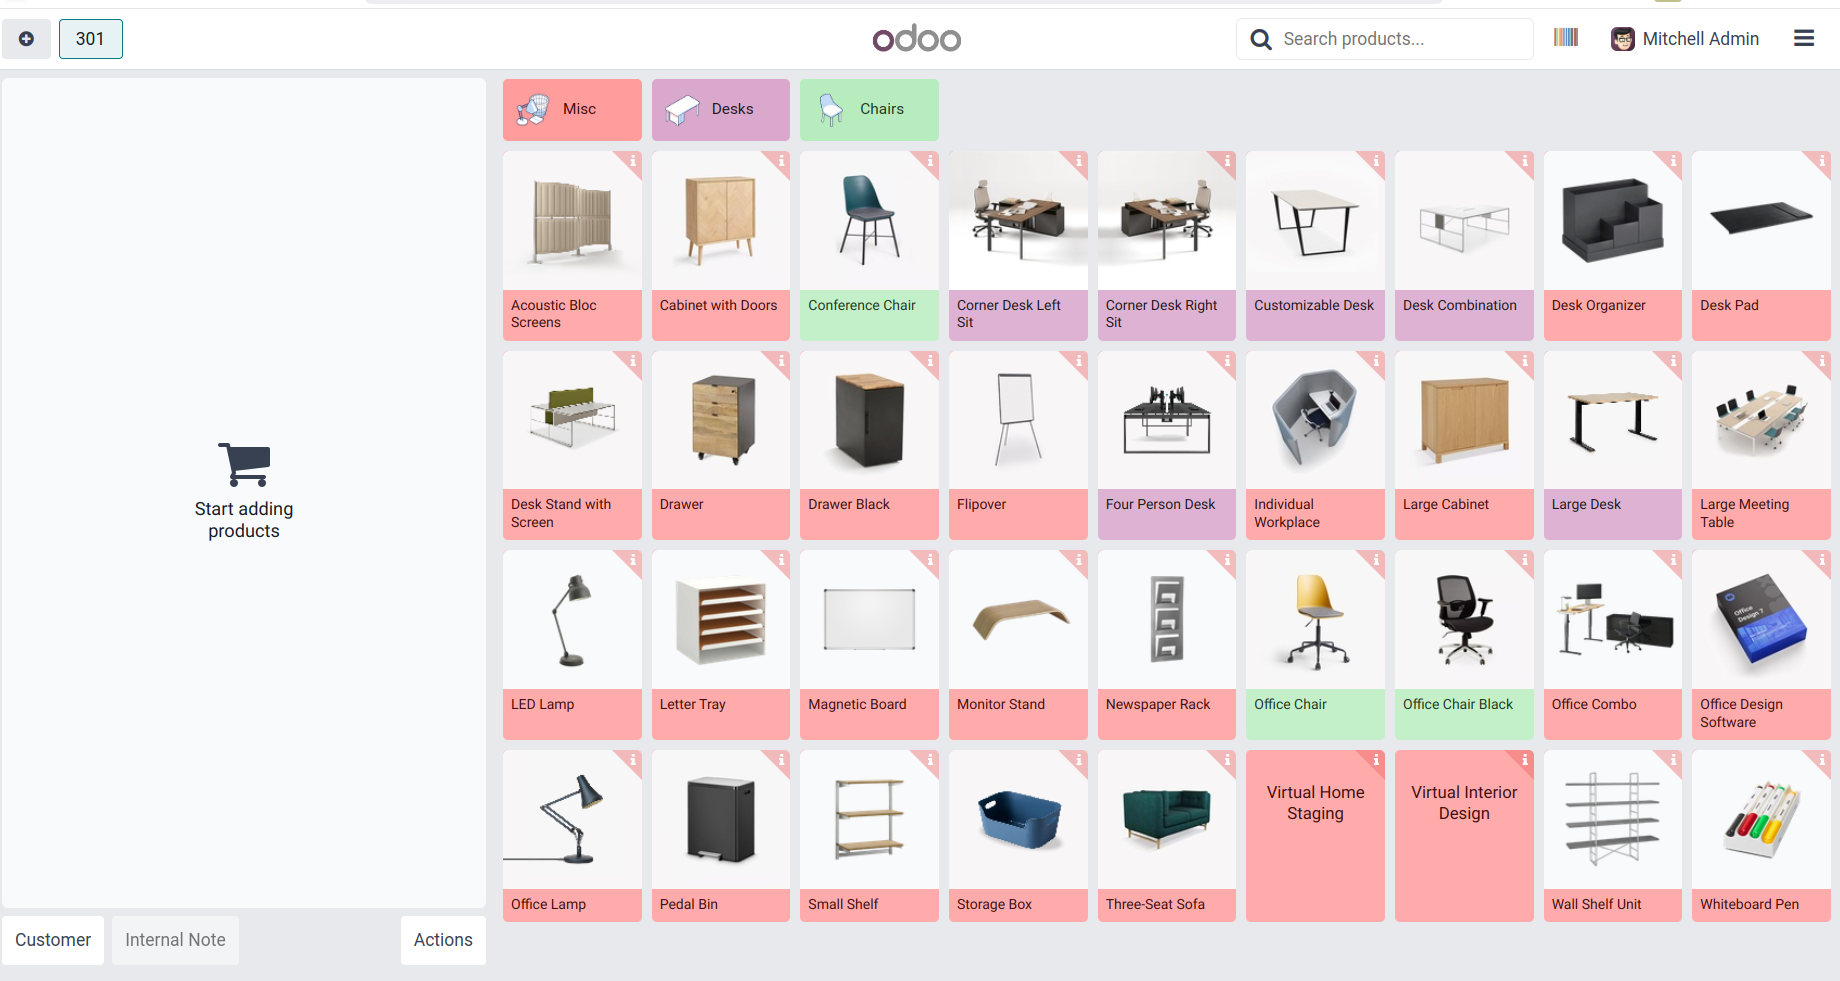 301
odoo
Search products...
Mitchell Admin
Misc
Desks
Chairs
Start adding
products
Acoustic Bloc
Screens
Cabinet with Doors
Conference Chair
Corner Desk Left
Sit
Corner Desk Right
Sit
Customizable Desk
Desk Combination
Desk Organizer
Desk Pad
Desk Stand with
Screen
Drawer
Drawer Black
Flipover
Four Person Desk
Individual
Workplace
Large Cabinet
Large Desk
Large Meeting
Table
Office
Design 7
LED Lamp
Letter Tray
Magnetic Board
Monitor Stand
Newspaper Rack
Office Chair
Office Chair Black
Office Combo
Office Design
Software
Virtual Home
Staging
Virtual Interior
Design
Office Lamp
Pedal Bin
Small Shelf
Storage Box
Three-Seat Sofa
Wall Shelf Unit
Whiteboard Pen
Customer
Internal Note
Actions